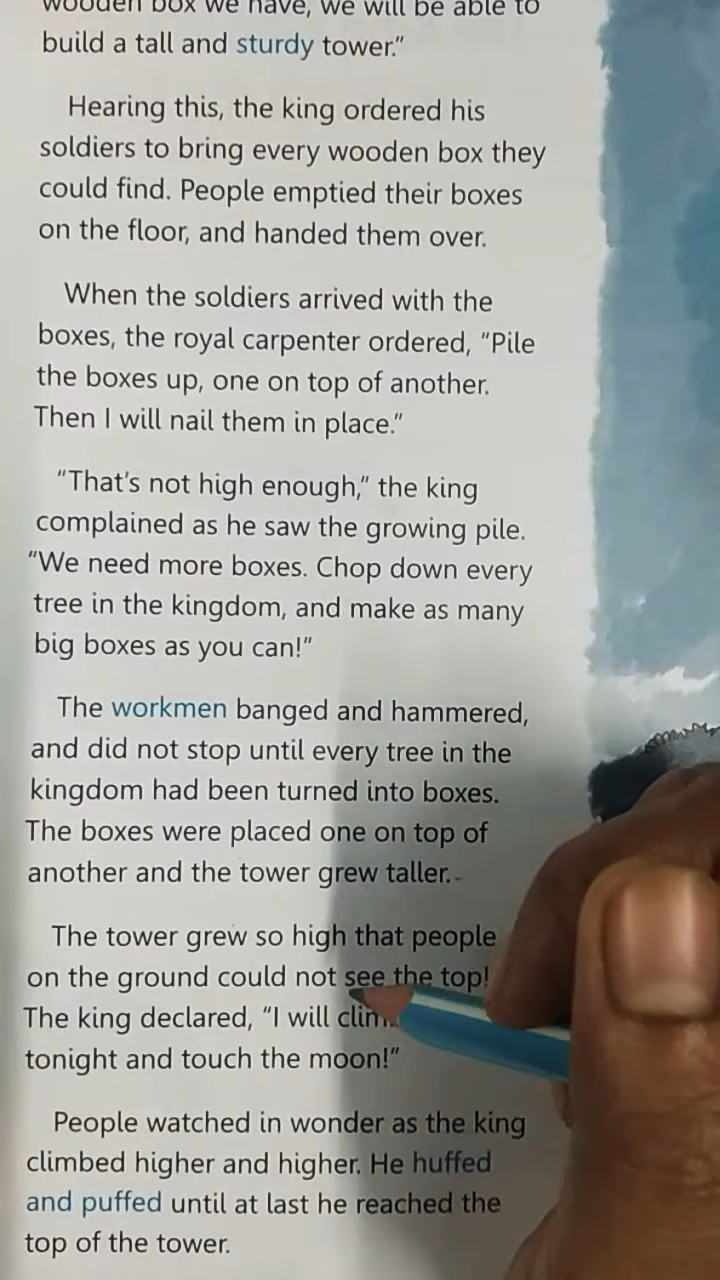 wooden box we have, we will be able to
build a tall and sturdy tower.”
Hearing this, the king ordered his
soldiers to bring every wooden box they
could find. People emptied their boxes
on the floor, and handed them over.
When the soldiers arrived with the
boxes, the royal carpenter ordered, “Pile
the boxes up, one on top of another.
Then I will nail them in place.”
“That’s not high enough,” the king
complained as he saw the growing pile.
“We need more boxes. Chop down every
tree in the kingdom, and make as many
big boxes as you can!”
The workmen banged and hammered,
and did not stop until every tree in the
kingdom had been turned into boxes.
The boxes were placed one on top of
another and the tower grew taller.
The tower grew so high that people
on the ground could not see the top!
The king declared, “I will
tonight and touch the moon!”
People watched in wonder as the king
climbed higher and higher. He huffed
and puffed until at last he reached the
top of the tower.